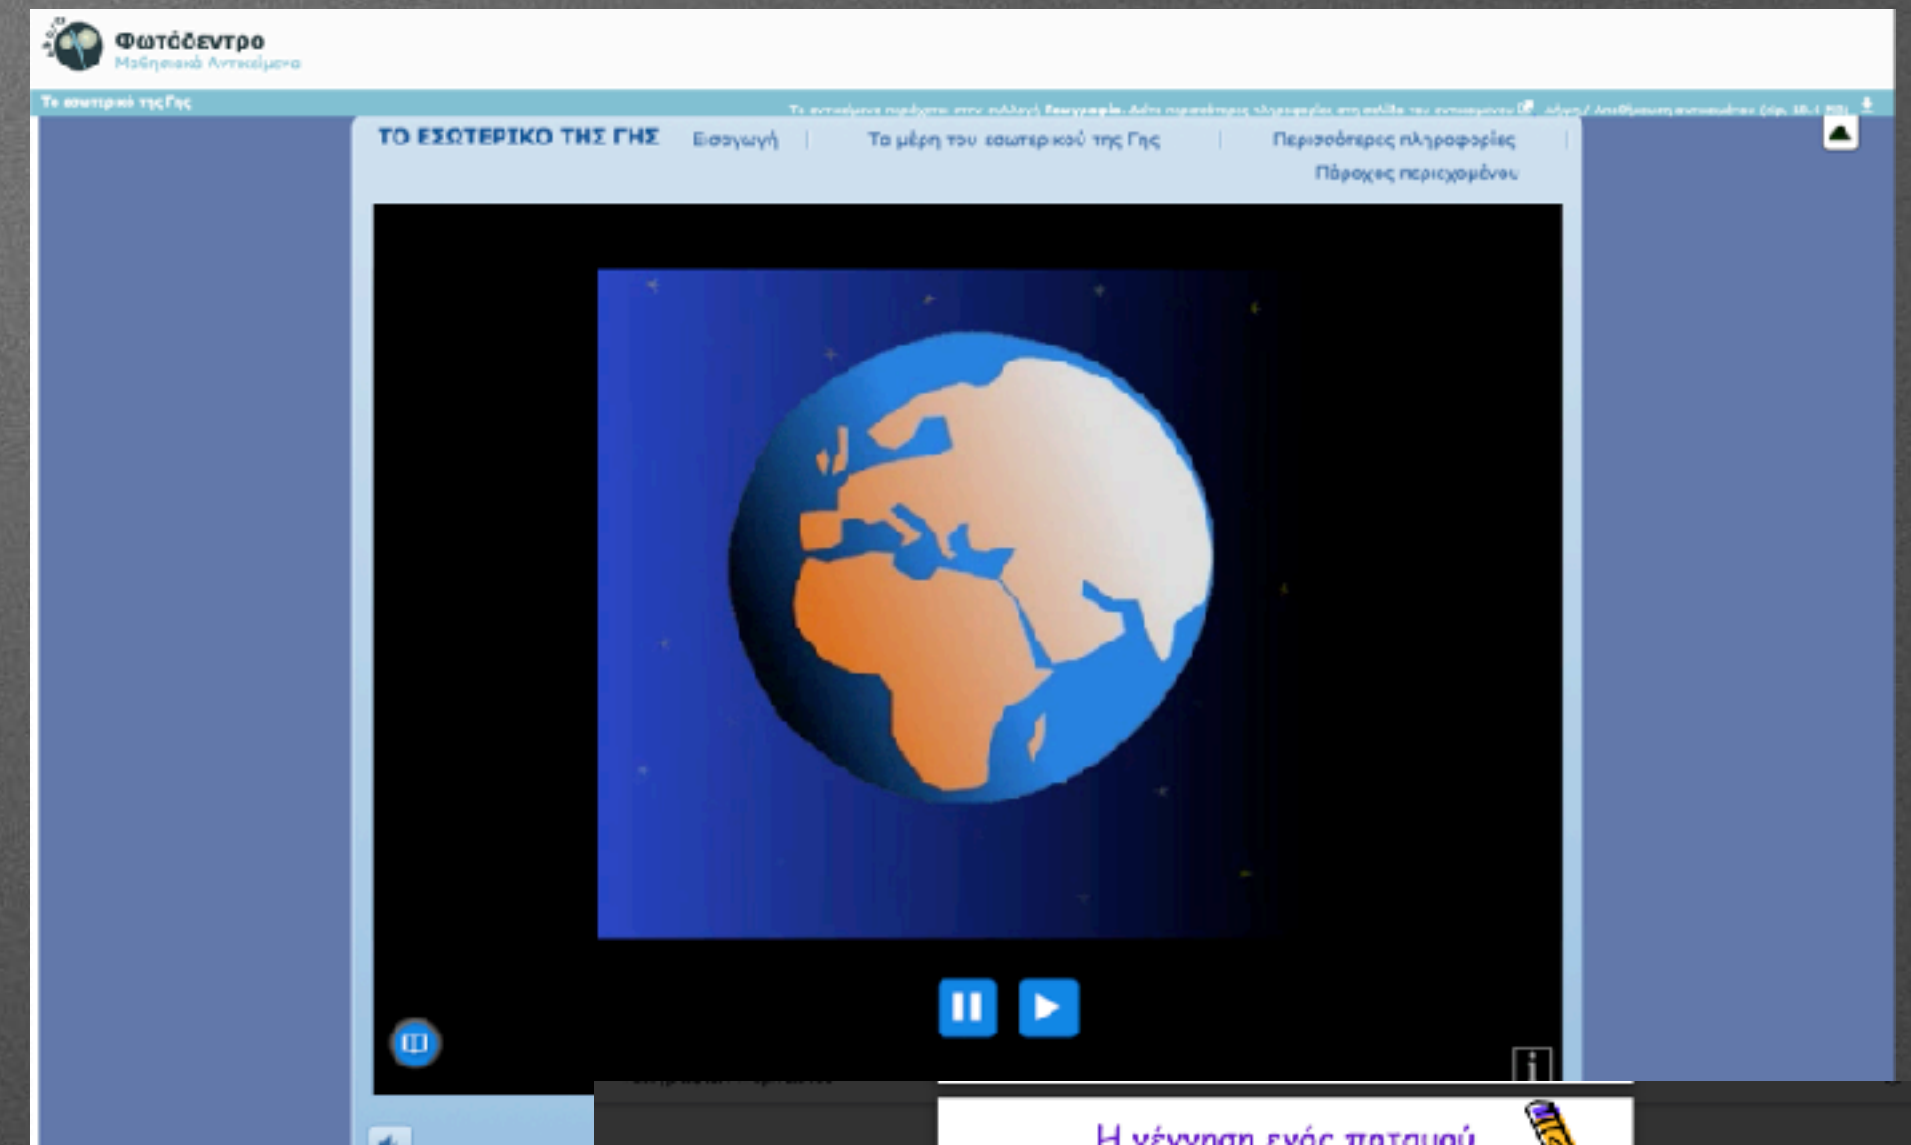 Φωτόδεντρο
Μαθησιακά Αντικείμενα
Το εσωτερικό της Γης
ΤΟ ΕΣΩΤΕΡΙΚΟ ΤΗΣ ΓΗΣ Εισαγωγή | Τα μέρη του εσωτερικού της Γης | Περισσότερες πληροφορίες |
Πάροχος περιεχομένου
i
Η γέννηση ενός ποταμού